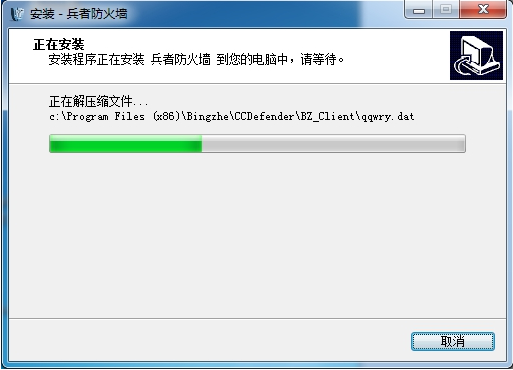 安装 - 兵者防火墙
正在安装
安装程序正在安装 兵者防火墙 到您的电脑中，请等待。
正在解压缩文件...
c:\Program Files (x86)\Bingzhe\CCDefender\BZ_Client\qqwry.dat
取消